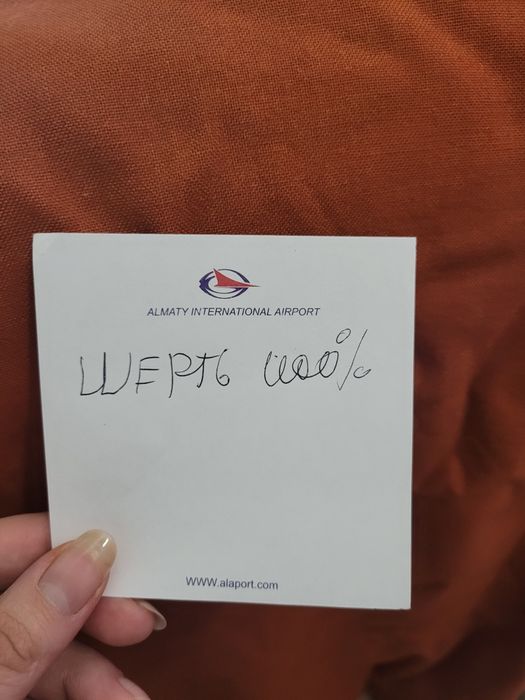 ALMATY INTERNATIONAL AIRPORT
ШЕРТЬ 100%
WWW.alaport.com